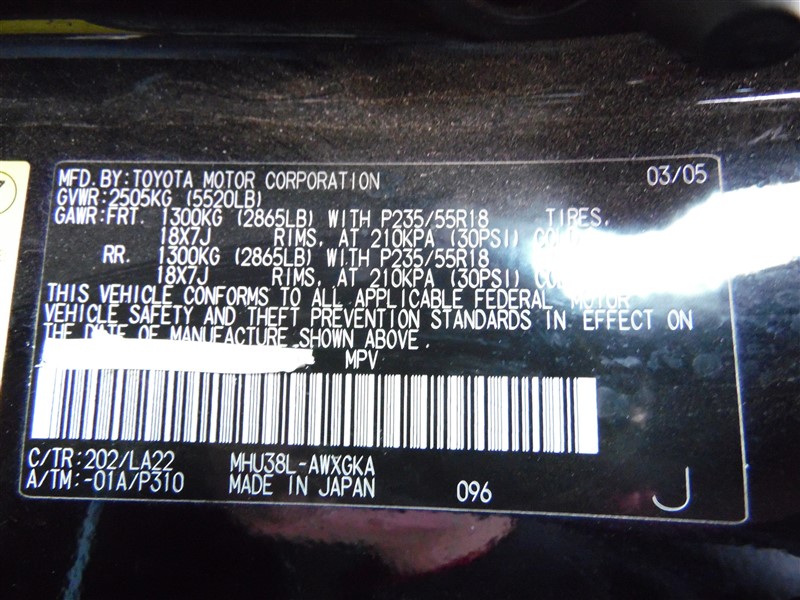 MFD. BY: TOYOTA MOTOR CORPORATION 03/05
GVWR: 2505KG (5520LB)
GAWR: FRT. 1300KG (2865LB) WITH P235/55R18 TIRES,
18X7J RIMS, AT 210KPA (30PSI)
RR. 1300KG (2865LB) WITH P235/55R18
18X7J RIMS, AT 210KPA (30PSI)
THIS VEHICLE CONFORMS TO ALL APPLICABLE FEDERAL MOTOR
VEHICLE SAFETY AND THEFT PREVENTION STANDARDS IN EFFECT ON
THE DATE OF MANUFACTURE SHOWN ABOVE.
MPV
C/TR: 202/LA22 MHU38L-AWXGKA
A/TM: -01A/P310 MADE IN JAPAN 096 J